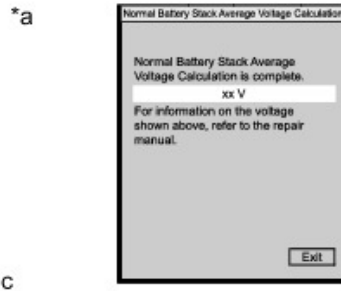 *a
Normal Battery Stack Average Voltage Calculation
Normal Battery Stack Average
Voltage Calculation is complete.
xx V
For information on the voltage
shown above, refer to the repair
manual.
Exit
c